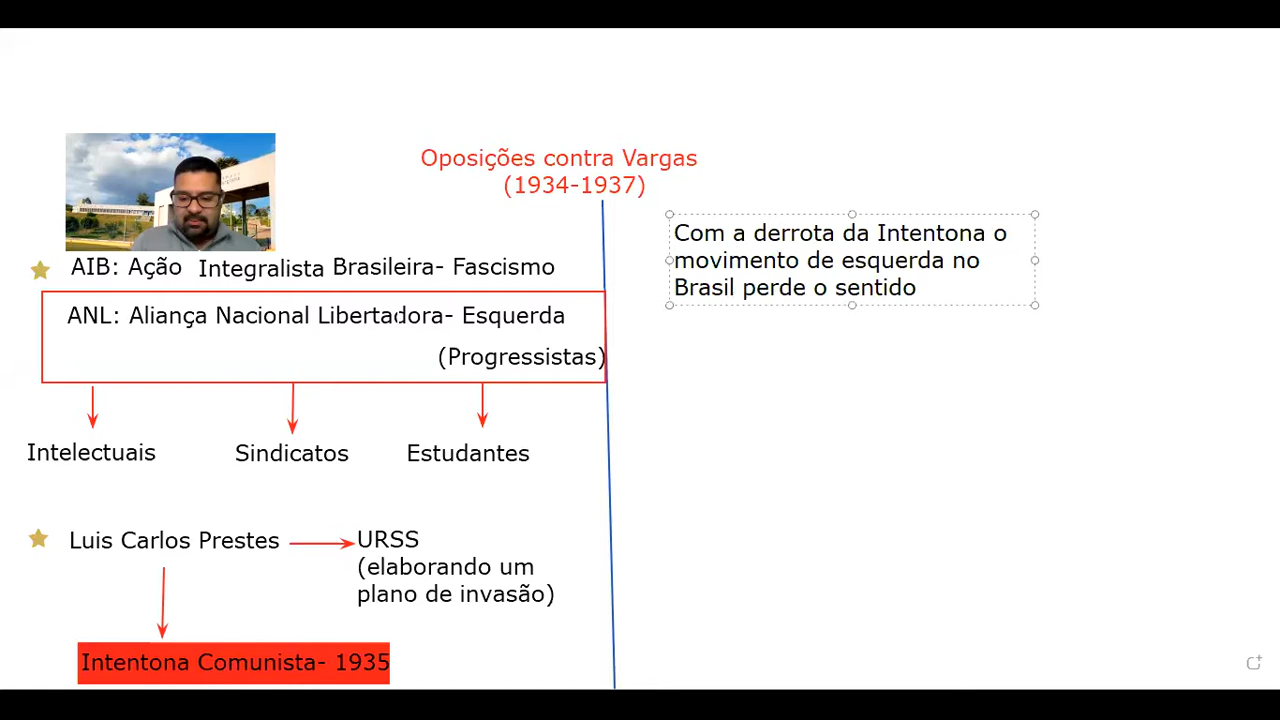 Oposições contra Vargas
(1934-1937)
AIB: Ação Integralista Brasileira- Fascismo
ANL: Aliança Nacional Libertadora- Esquerda
(Progressistas)
Intelectuais Sindicatos Estudantes
Luis Carlos Prestes URSS
(elaborando um
plano de invasão)
Intentona Comunista- 1935
Com a derrota da Intentona o
movimento de esquerda no
Brasil perde o sentido